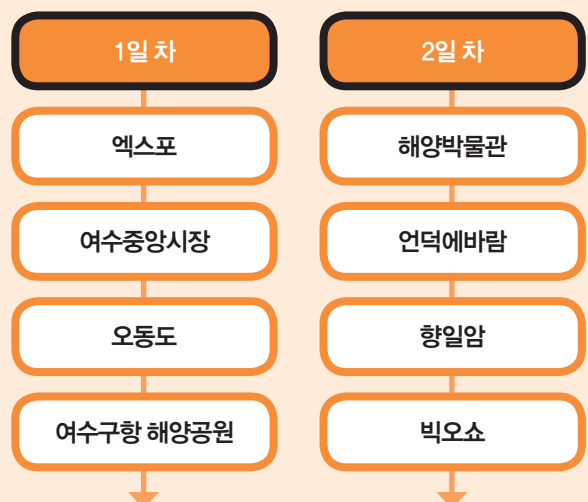 1일 차
엑스포
여수중앙시장
오동도
여수구항 해양공원
2일 차
해양박물관
언덕에바람
향일암
빅오쇼